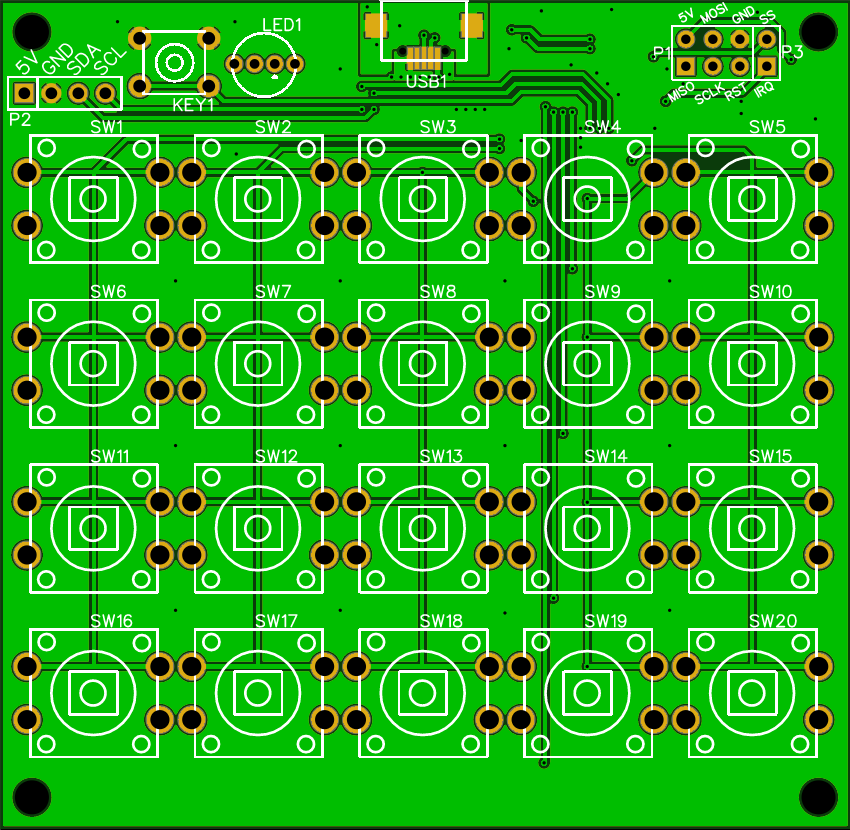 LED1
5V MOSI GND SS
5V GND SDA SCL
P1 P3
USB1
KEY1
MISO SCLK RST IRQ
P2
SW1 SW2 SW3 SW4 SW5
SW6 SW7 SW8 SW9 SW10
SW11 SW12 SW13 SW14 SW15
SW16 SW17 SW18 SW19 SW20